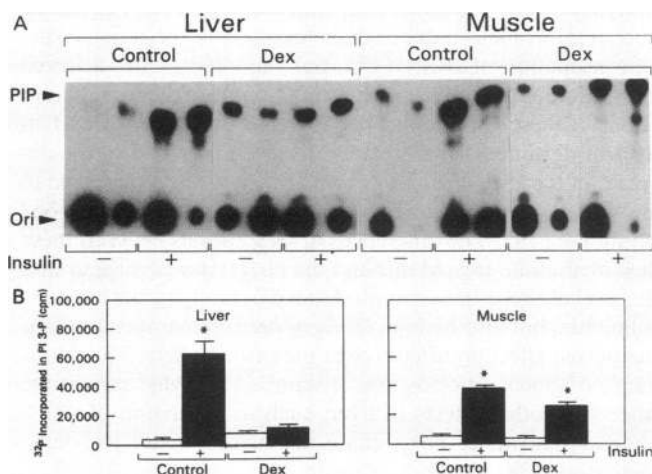 A
Liver Muscle
Control Dex Control Dex
PIP
Ori
Insulin − + − + − + − +
B
32P Incorporated in PI 3-P (cpm)
100,000
80,000
60,000
40,000
20,000
0
Liver
*
− + − +
Control Dex
Muscle
* *
− + − + Insulin
Control Dex